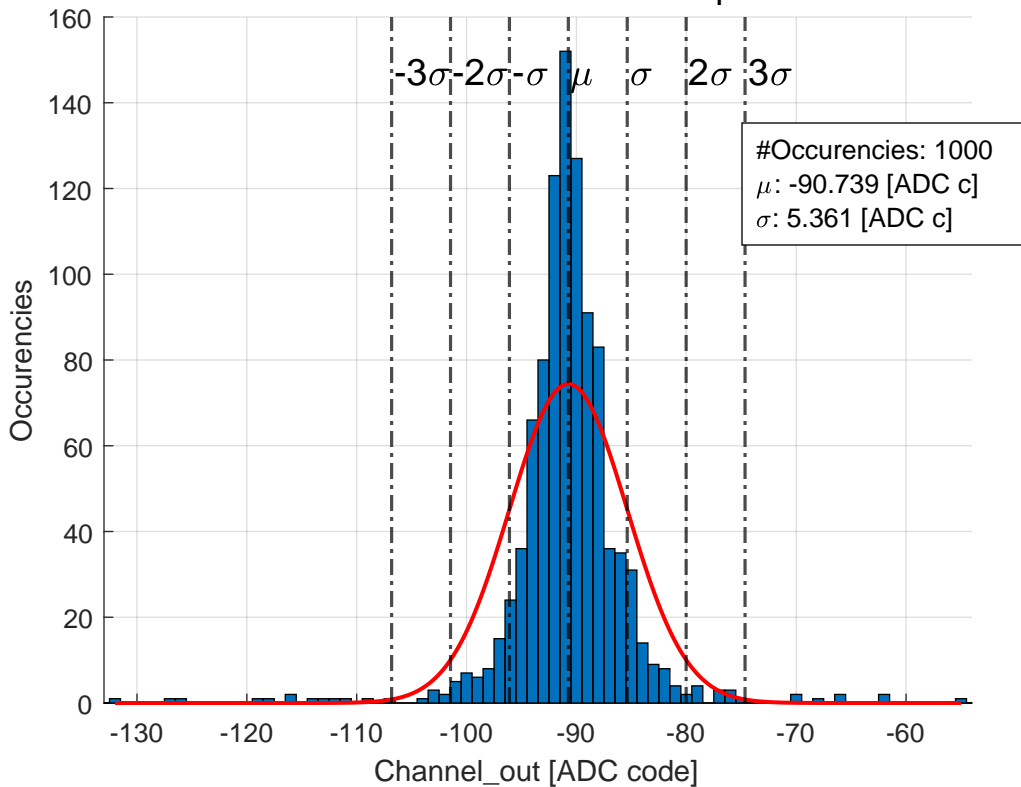 160
140
120
100
80
60
40
20
0
-3σ -2σ -σ μ σ 2σ 3σ
#Occurencies: 1000
μ: -90.739 [ADC c]
σ: 5.361 [ADC c]
Occurencies
-130 -120 -110 -100 -90 -80 -70 -60
Channel_out [ADC code]